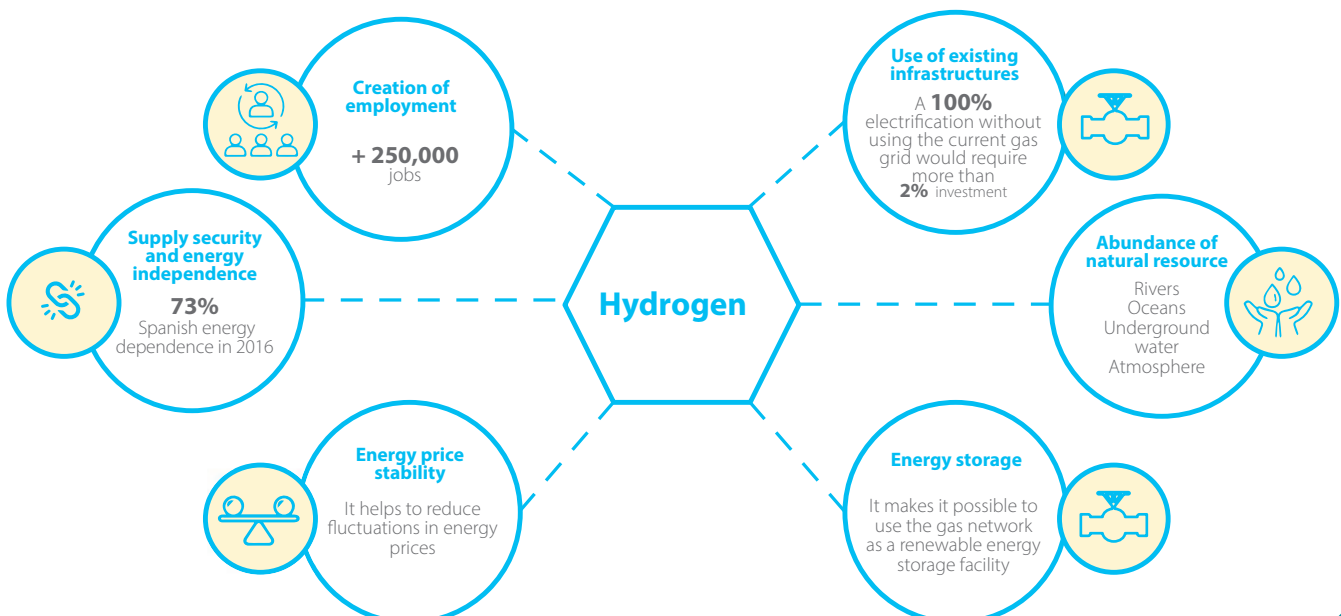 Creation of
employment
+ 250,000
jobs
Use of existing
infrastructures
A 100%
electrification without
using the current gas
grid would require
more than
2% investment
Supply security
and energy
independence
73%
Spanish energy
dependence in 2016
Hydrogen
Abundance of
natural resource
Rivers
Oceans
Underground
water
Atmosphere
Energy price
stability
It helps to reduce
fluctuations in energy
prices
Energy storage
It makes it possible to
use the gas network
as a renewable energy
storage facility